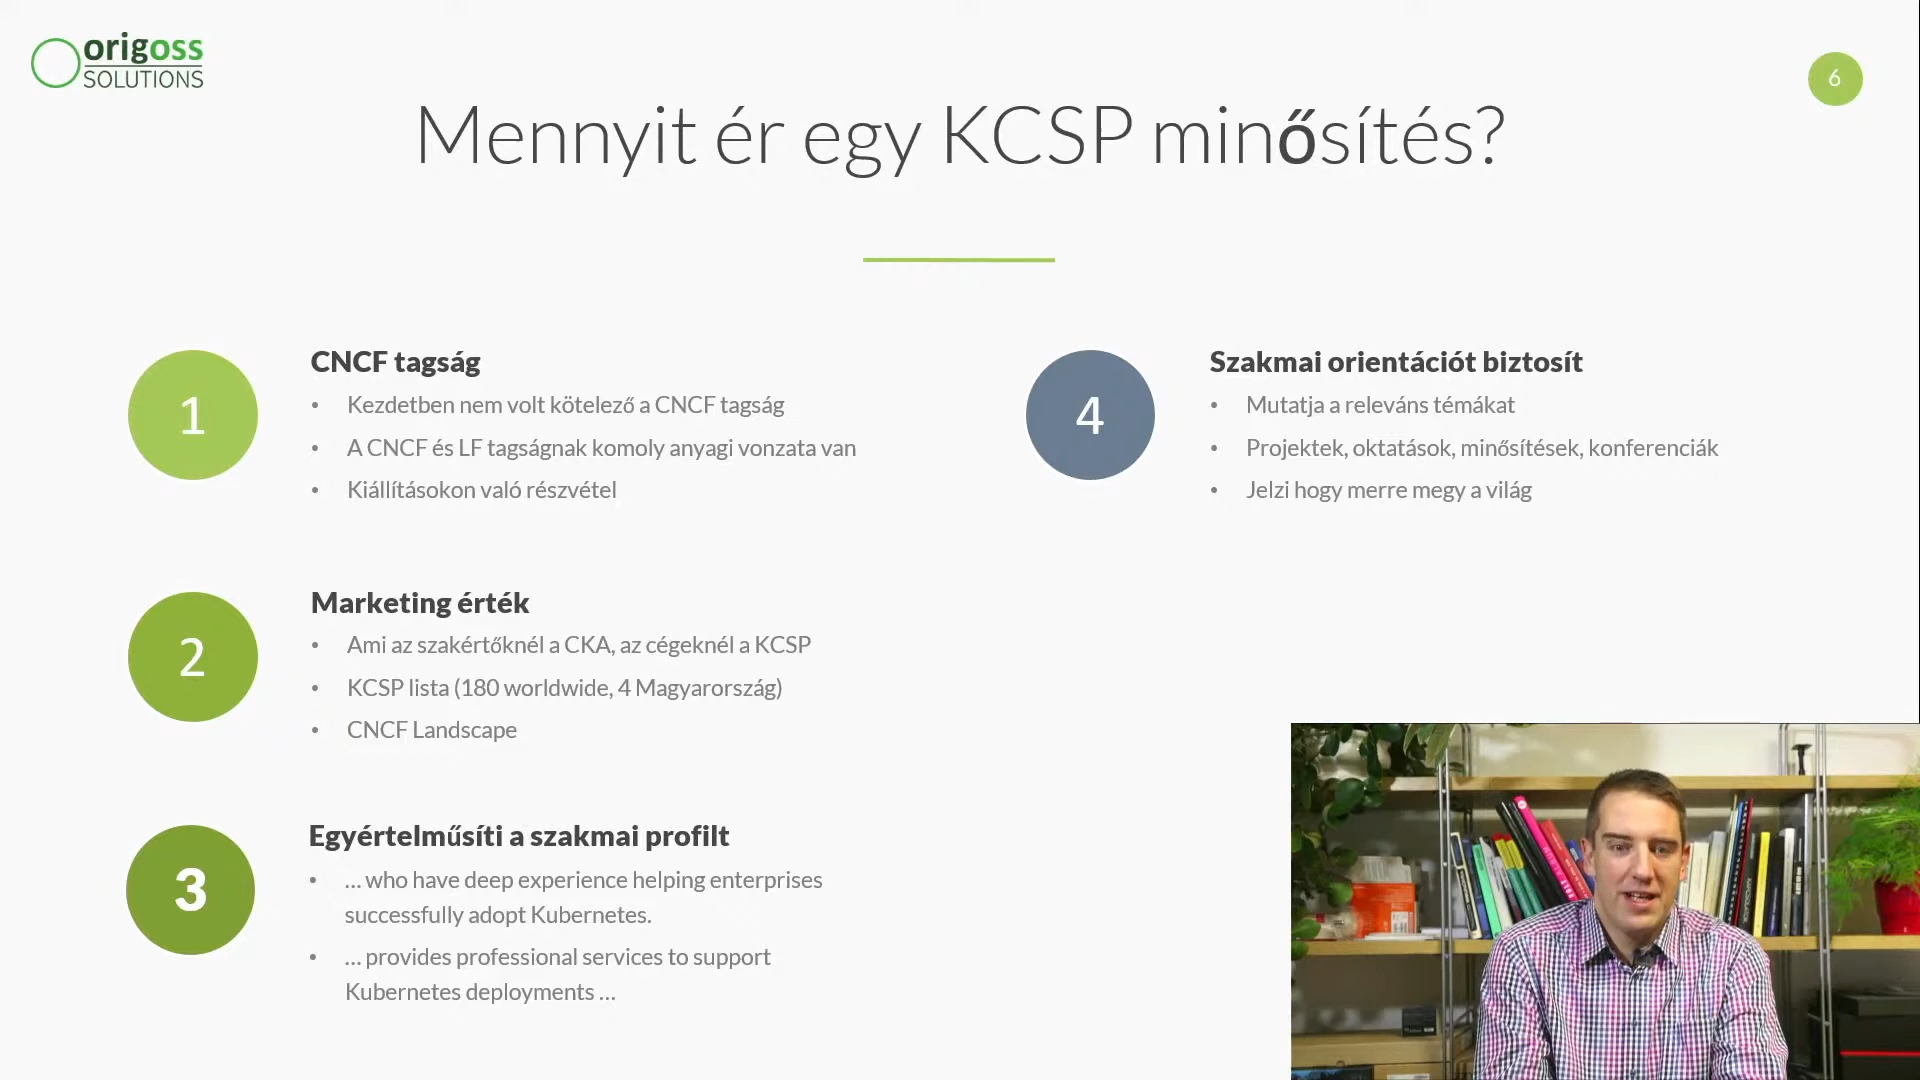 origoss
SOLUTIONS
6
Mennyit ér egy KCSP minősítés?
1
CNCF tagság
• Kezdetben nem volt kötelező a CNCF tagság
• A CNCF és LF tagságnak komoly anyagi vonzata van
• Kiállításokon való részvétel
2
Marketing érték
• Ami az szakértőknél a CKA, az cégeknél a KCSP
• KCSP lista (180 worldwide, 4 Magyarország)
• CNCF Landscape
3
Egyértelműsíti a szakmai profilt
• ... who have deep experience helping enterprises
successfully adopt Kubernetes.
• ... provides professional services to support
Kubernetes deployments ...
4
Szakmai orientációt biztosít
• Mutatja a releváns témákat
• Projektek, oktatások, minősítések, konferenciák
• Jelzi hogy merre megy a világ